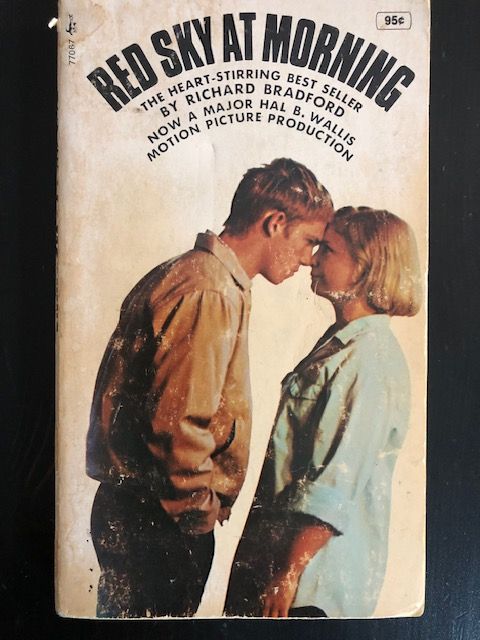 77087
95¢
RED SKY AT MORNING
THE HEART-STIRRING BEST SELLER
BY RICHARD BRADFORD
NOW A MAJOR HAL B. WALLIS
MOTION PICTURE PRODUCTION